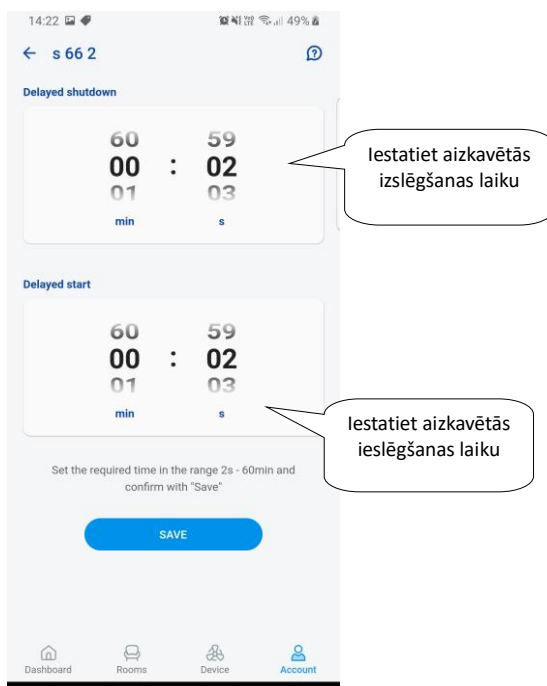 14:22 49%
s 66 2
Delayed shutdown
60 59
00 : 02
01 03
min s
Iestatiet aizkavētās
izslēgšanas laiku
Delayed start
60 59
00 : 02
01 03
min s
Iestatiet aizkavētās
ieslēgšanas laiku
Set the required time in the range 2s - 60min and
confirm with "Save"
SAVE
Dashboard Rooms Device Account